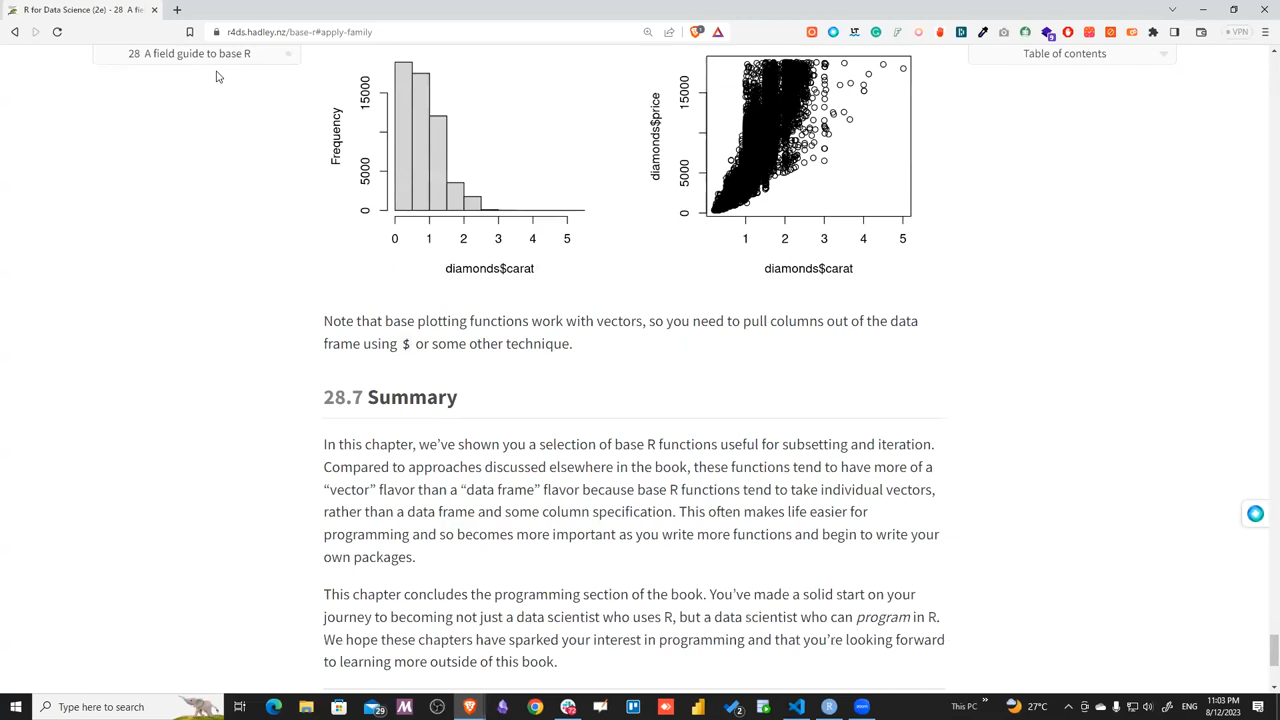 R for Data Science (2e) - 28 A fie
r4ds.hadley.nz/base-r#apply-family
VPN
28 A field guide to base R
Table of contents
Frequency
15000
5000
0
0 1 2 3 4 5
diamonds$carat
diamonds$price
15000
5000
0
1 2 3 4 5
diamonds$carat
Note that base plotting functions work with vectors, so you need to pull columns out of the data
frame using $ or some other technique.
28.7 Summary
In this chapter, we’ve shown you a selection of base R functions useful for subsetting and iteration.
Compared to approaches discussed elsewhere in the book, these functions tend to have more of a
“vector” flavor than a “data frame” flavor because base R functions tend to take individual vectors,
rather than a data frame and some column specification. This often makes life easier for
programming and so becomes more important as you write more functions and begin to write your
own packages.
This chapter concludes the programming section of the book. You’ve made a solid start on your
journey to becoming not just a data scientist who uses R, but a data scientist who can program in R.
We hope these chapters have sparked your interest in programming and that you’re looking forward
to learning more outside of this book.
Type here to search
29
2
This PC
27°C
11:03 PM
8/12/2023